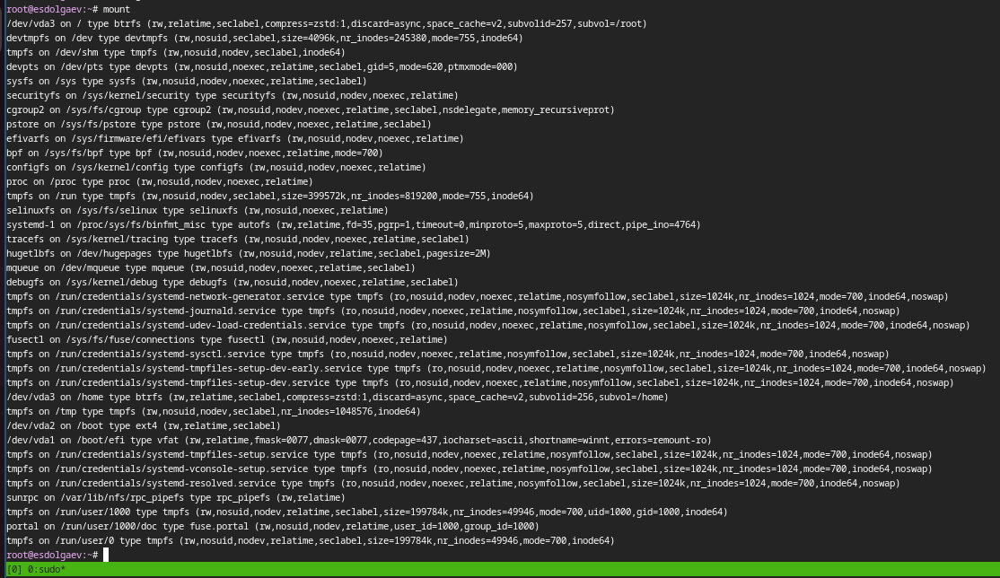 root@esdolgaev:~# mount
/dev/vda3 on / type btrfs (rw,relatime,seclabel,compress=zstd:1,discard=async,space_cache=v2,subvolid=257,subvol=/root)
devtmpfs on /dev type devtmpfs (rw,nosuid,seclabel,size=4096k,nr_inodes=245380,mode=755,inode64)
tmpfs on /dev/shm type tmpfs (rw,nosuid,nodev,seclabel,inode64)
devpts on /dev/pts type devpts (rw,nosuid,noexec,relatime,seclabel,gid=5,mode=620,ptmxmode=000)
sysfs on /sys type sysfs (rw,nosuid,nodev,noexec,relatime,seclabel)
securityfs on /sys/kernel/security type securityfs (rw,nosuid,nodev,noexec,relatime)
cgroup2 on /sys/fs/cgroup type cgroup2 (rw,nosuid,nodev,noexec,relatime,seclabel,nsdelegate,memory_recursiveprot)
pstore on /sys/fs/pstore type pstore (rw,nosuid,nodev,noexec,relatime,seclabel)
efivarfs on /sys/firmware/efi/efivars type efivarfs (rw,nosuid,nodev,noexec,relatime)
bpf on /sys/fs/bpf type bpf (rw,nosuid,nodev,noexec,relatime,mode=700)
configfs on /sys/kernel/config type configfs (rw,nosuid,nodev,noexec,relatime)
proc on /proc type proc (rw,nosuid,nodev,noexec,relatime)
tmpfs on /run type tmpfs (rw,nosuid,nodev,seclabel,size=399572k,nr_inodes=819200,mode=755,inode64)
selinuxfs on /sys/fs/selinux type selinuxfs (rw,nosuid,noexec,relatime)
systemd-1 on /proc/sys/fs/binfmt_misc type autofs (rw,relatime,fd=35,pgrp=1,timeout=0,minproto=5,maxproto=5,direct,pipe_ino=4764)
tracefs on /sys/kernel/tracing type tracefs (rw,nosuid,nodev,noexec,relatime,seclabel)
hugetlbfs on /dev/hugepages type hugetlbfs (rw,nosuid,nodev,relatime,seclabel,pagesize=2M)
mqueue on /dev/mqueue type mqueue (rw,nosuid,nodev,noexec,relatime,seclabel)
debugfs on /sys/kernel/debug type debugfs (rw,nosuid,nodev,noexec,relatime,seclabel)
tmpfs on /run/credentials/systemd-network-generator.service type tmpfs (ro,nosuid,nodev,noexec,relatime,nosymfollow,seclabel,size=1024k,nr_inodes=1024,mode=700,inode64,noswap)
tmpfs on /run/credentials/systemd-journald.service type tmpfs (ro,nosuid,nodev,noexec,relatime,nosymfollow,seclabel,size=1024k,nr_inodes=1024,mode=700,inode64,noswap)
tmpfs on /run/credentials/systemd-udev-load-credentials.service type tmpfs (ro,nosuid,nodev,noexec,relatime,nosymfollow,seclabel,size=1024k,nr_inodes=1024,mode=700,inode64,noswap)
fusectl on /sys/fs/fuse/connections type fusectl (rw,nosuid,nodev,noexec,relatime)
tmpfs on /run/credentials/systemd-sysctl.service type tmpfs (ro,nosuid,nodev,noexec,relatime,nosymfollow,seclabel,size=1024k,nr_inodes=1024,mode=700,inode64,noswap)
tmpfs on /run/credentials/systemd-tmpfiles-setup-dev-early.service type tmpfs (ro,nosuid,nodev,noexec,relatime,nosymfollow,seclabel,size=1024k,nr_inodes=1024,mode=700,inode64,noswap)
tmpfs on /run/credentials/systemd-tmpfiles-setup-dev.service type tmpfs (ro,nosuid,nodev,noexec,relatime,nosymfollow,seclabel,size=1024k,nr_inodes=1024,mode=700,inode64,noswap)
/dev/vda3 on /home type btrfs (rw,relatime,seclabel,compress=zstd:1,discard=async,space_cache=v2,subvolid=256,subvol=/home)
tmpfs on /tmp type tmpfs (rw,nosuid,nodev,seclabel,nr_inodes=1048576,inode64)
/dev/vda2 on /boot type ext4 (rw,relatime,seclabel)
/dev/vda1 on /boot/efi type vfat (rw,relatime,fmask=0077,dmask=0077,codepage=437,iocharset=ascii,shortname=winnt,errors=remount-ro)
tmpfs on /run/credentials/systemd-tmpfiles-setup.service type tmpfs (ro,nosuid,nodev,noexec,relatime,nosymfollow,seclabel,size=1024k,nr_inodes=1024,mode=700,inode64,noswap)
tmpfs on /run/credentials/systemd-vconsole-setup.service type tmpfs (ro,nosuid,nodev,noexec,relatime,nosymfollow,seclabel,size=1024k,nr_inodes=1024,mode=700,inode64,noswap)
tmpfs on /run/credentials/systemd-resolved.service type tmpfs (ro,nosuid,nodev,noexec,relatime,nosymfollow,seclabel,size=1024k,nr_inodes=1024,mode=700,inode64,noswap)
sunrpc on /var/lib/nfs/rpc_pipefs type rpc_pipefs (rw,relatime)
tmpfs on /run/user/1000 type tmpfs (rw,nosuid,nodev,relatime,seclabel,size=199784k,nr_inodes=49946,mode=700,uid=1000,gid=1000,inode64)
portal on /run/user/1000/doc type fuse.portal (rw,nosuid,nodev,relatime,user_id=1000,group_id=1000)
tmpfs on /run/user/0 type tmpfs (rw,nosuid,nodev,relatime,seclabel,size=199784k,nr_inodes=49946,mode=700,inode64)
root@esdolgaev:~#
[0] 0:sudo*